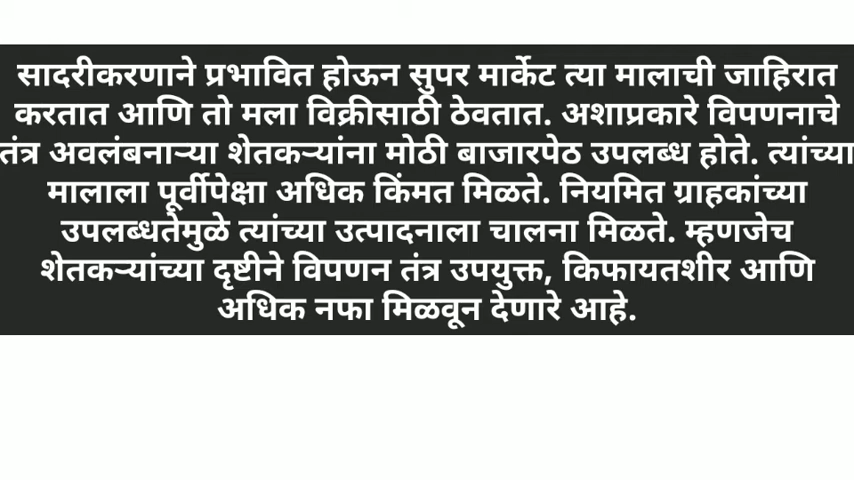 सादरीकरणाने प्रभावित होऊन सुपर मार्केट त्या मालाची जाहिरात
करतात आणि तो मला विक्रीसाठी ठेवतात. अशाप्रकारे विपणनाचे
तंत्र अवलंबनाऱ्या शेतकऱ्यांना मोठी बाजारपेठ उपलब्ध होते. त्यांच्या
मालाला पूर्वीपेक्षा अधिक किंमत मिळते. नियमित ग्राहकांच्या
उपलब्धतेमुळे त्यांच्या उत्पादनाला चालना मिळते. म्हणजेच
शेतकऱ्यांच्या दृष्टीने विपणन तंत्र उपयुक्त, किफायतशीर आणि
अधिक नफा मिळवून देणारे आहे.